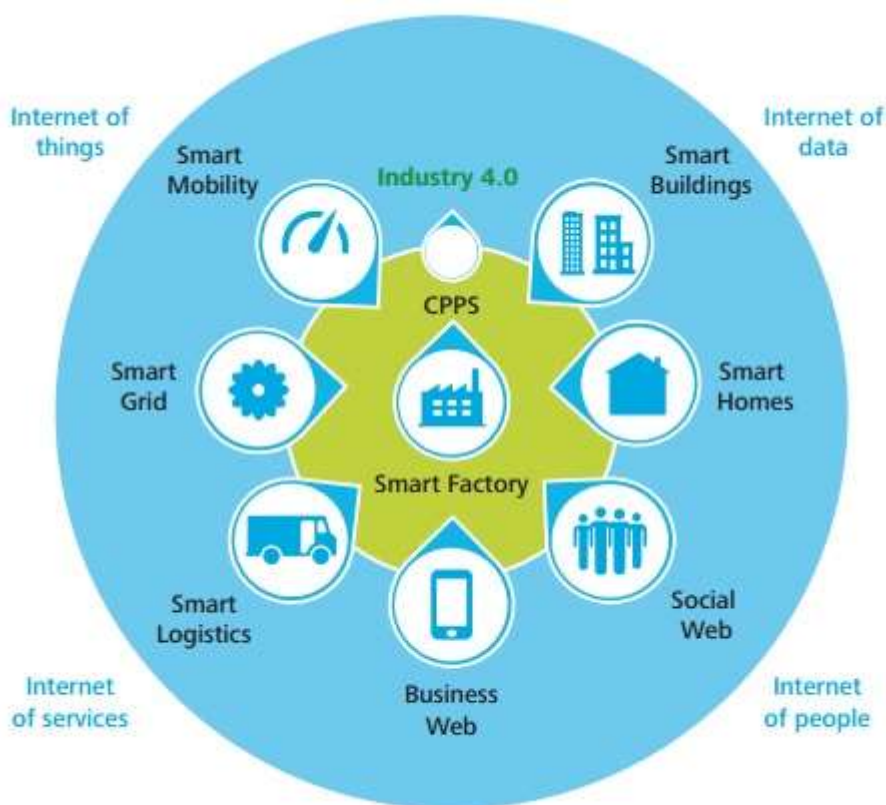 Internet of
things
Internet of
data
Smart
Mobility
Industry 4.0
Smart
Buildings
CPPS
Smart
Grid
Smart
Homes
Smart Factory
Smart
Logistics
Social
Web
Business
Web
Internet
of services
Internet
of people